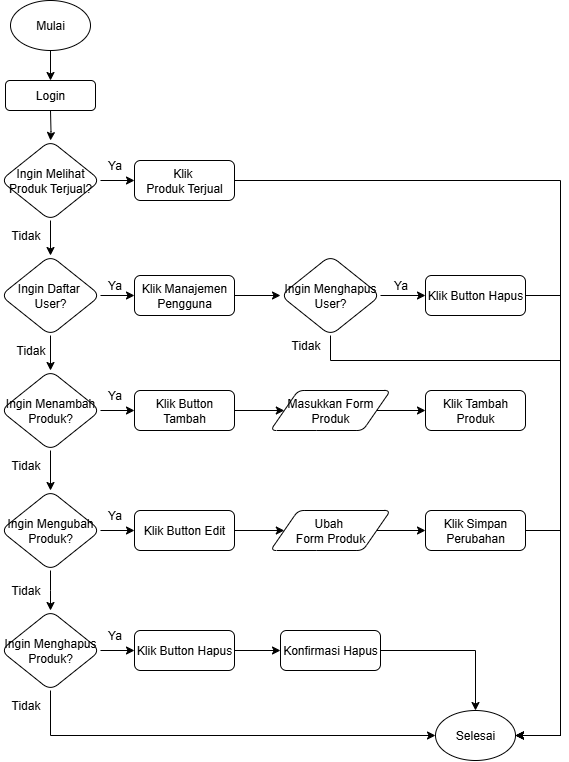 Mulai
Login
Ingin Melihat
Produk Terjual?
Ya
Klik
Produk Terjual
Tidak
Ingin Daftar
User?
Ya
Klik Manajemen
Pengguna
Ingin Menghapus
User?
Ya
Klik Button Hapus
Tidak
Tidak
Ingin Menambah
Produk?
Ya
Klik Button
Tambah
Masukkan Form
Produk
Klik Tambah
Produk
Tidak
Ingin Mengubah
Produk?
Ya
Klik Button Edit
Ubah
Form Produk
Klik Simpan
Perubahan
Tidak
Ingin Menghapus
Produk?
Ya
Klik Button Hapus
Konfirmasi Hapus
Tidak
Selesai